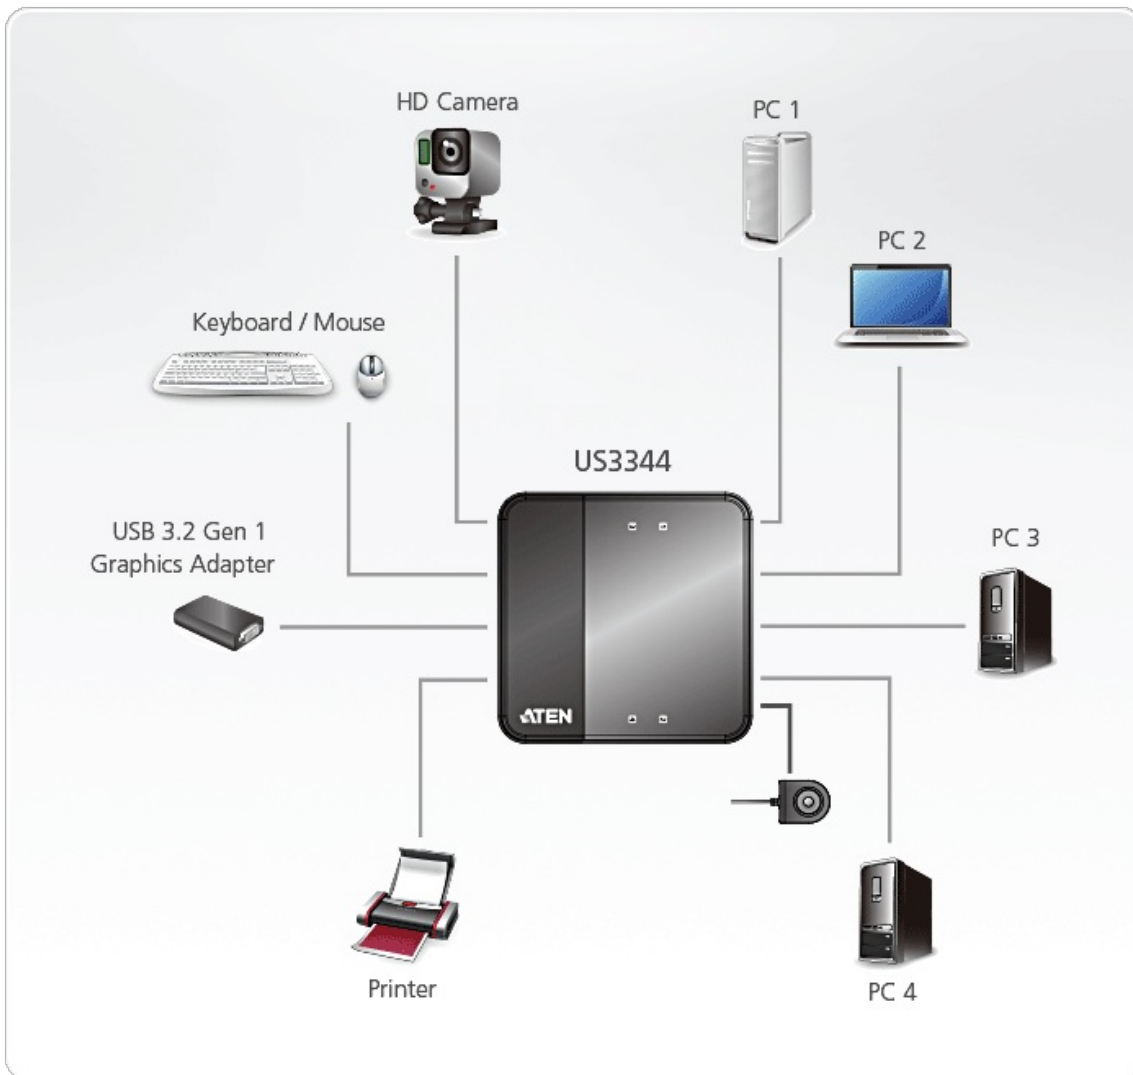 HD Camera
PC 1
PC 2
Keyboard / Mouse
US3344
USB 3.2 Gen 1
Graphics Adapter
PC 3
ATEN
Printer
PC 4